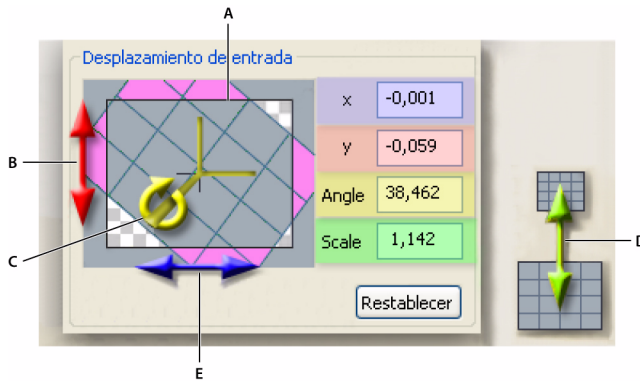 A
Desplazamiento de entrada
x -0,001
B
y -0,059
Angle 38,462
C
Scale 1,142
D
Restablecer
E